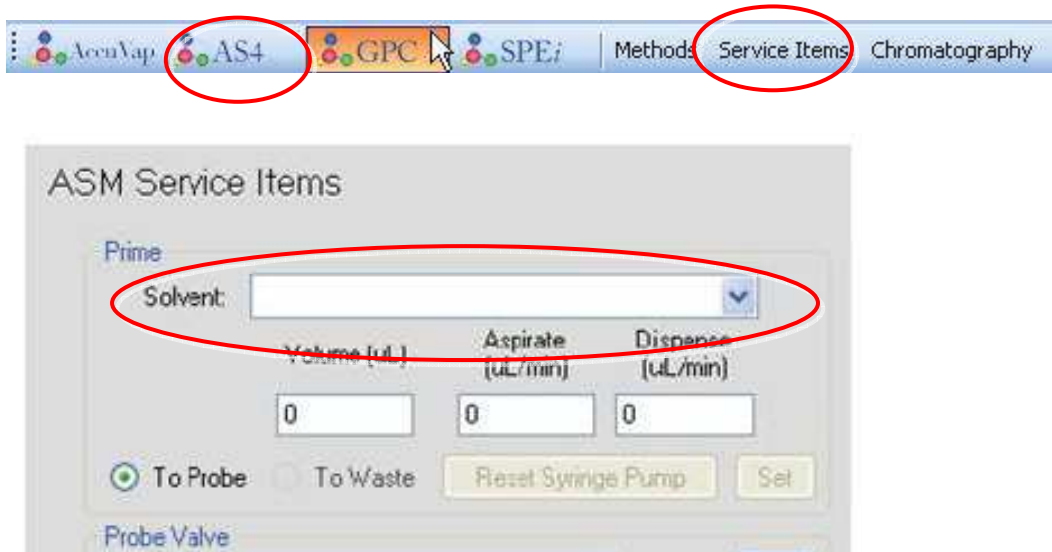 AccuVap AS4 GPC SPEi Methods Service Items Chromatography
ASM Service Items
Prime
Solvent:
Volume (uL) Aspirate (uL/min) Dispense (uL/min)
0 0 0
To Probe To Waste Reset Syringe Pump Set
Probe Valve